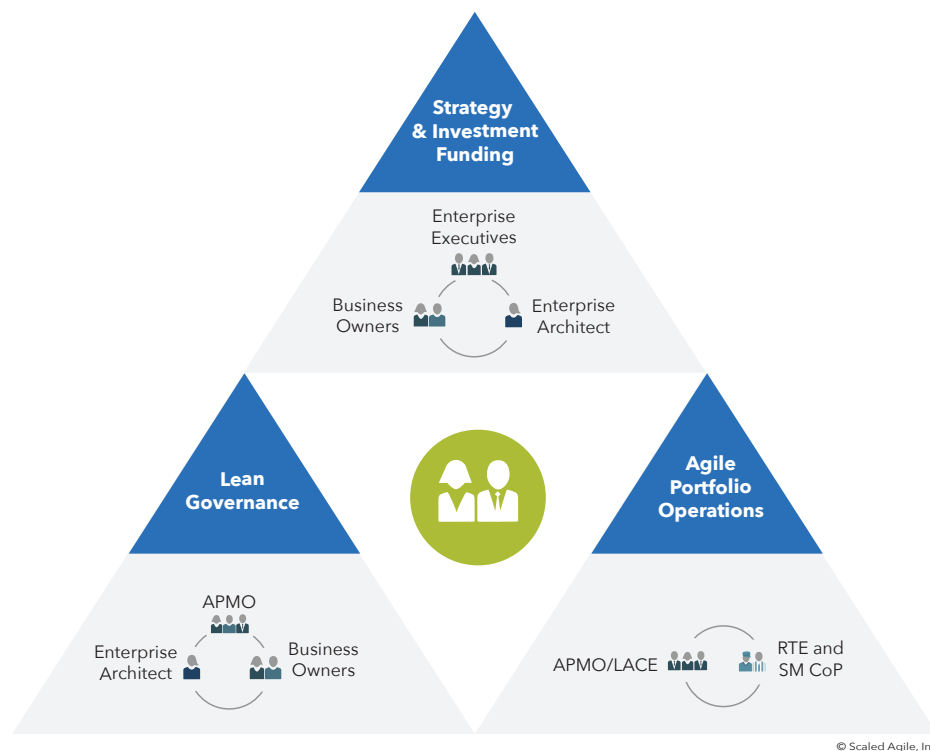 Strategy
& Investment
Funding
Enterprise
Executives
Business
Owners
Enterprise
Architect
Lean
Governance
Agile
Portfolio
Operations
APMO
Enterprise
Architect
Business
Owners
APMO/LACE
RTE and
SM CoP
© Scaled Agile, In